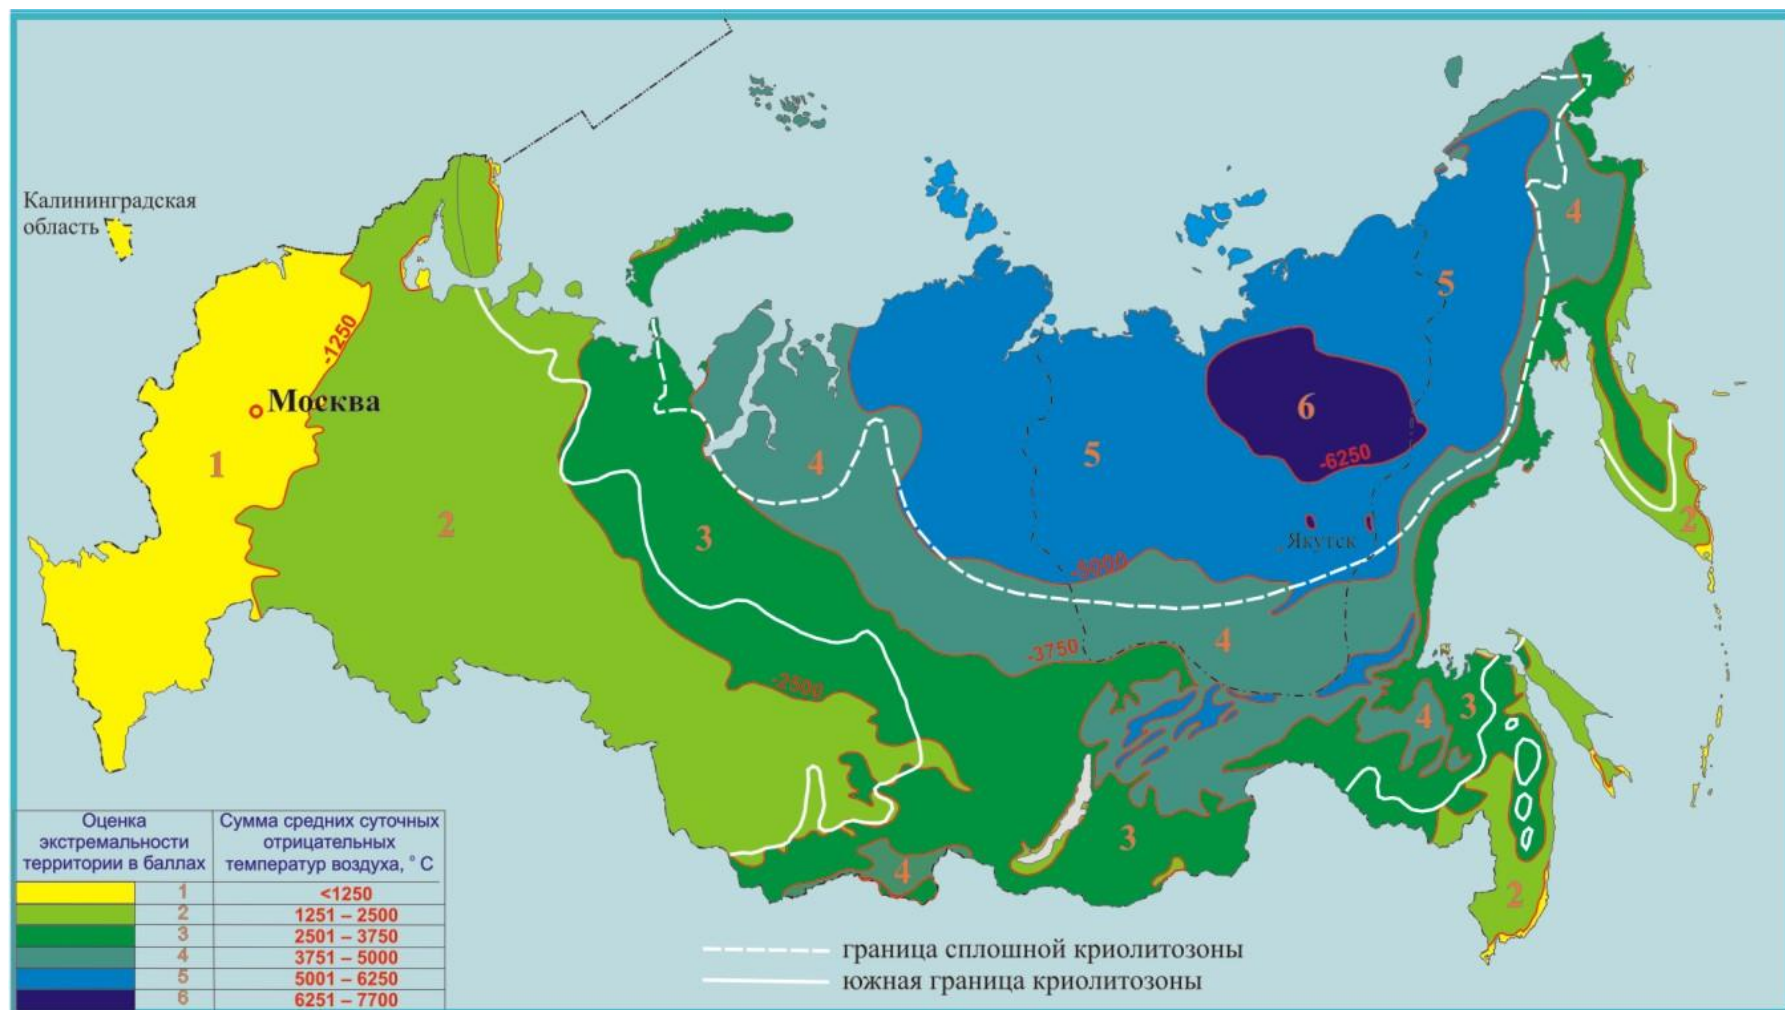 Калининградская
область
4
-1250
5
Москва
6
1
4
5
-6250
2
3
Якутск
2
-5000
-3750
4
-2500
4
3
3
4
2
Оценка
экстремальности
территории в баллах
Сумма средних суточных
отрицательных
температур воздуха, ° С
1 <1250
2 1251 – 2500
3 2501 – 3750
4 3751 – 5000
5 5001 – 6250
6 6251 – 7700
граница сплошной криолитозоны
южная граница криолитозоны